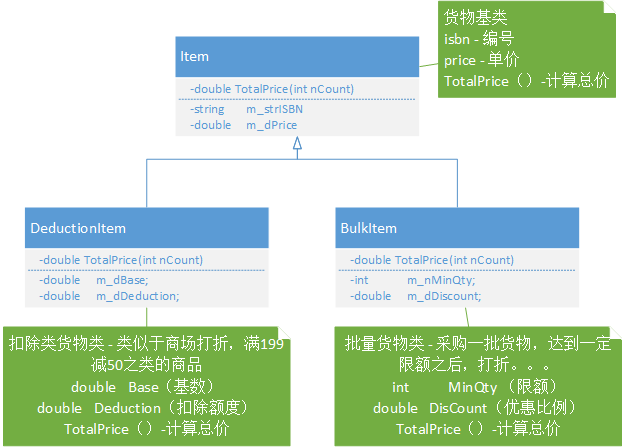 货物基类
isbn - 编号
price - 单价
TotalPrice（）-计算总价
Item
-double TotalPrice(int nCount)
-string m_strISBN
-double m_dPrice
DeductionItem
-double TotalPrice(int nCount)
-double m_dBase;
-double m_dDeduction;
BulkItem
-double TotalPrice(int nCount)
-int m_nMinQty;
-double m_dDiscount;
扣除类货物类 - 类似于商场打折，满199
减50之类的商品
double Base（基数）
double Deduction（扣除额度）
TotalPrice（）-计算总价
批量货物类 - 采购一批货物，达到一定
限额之后，打折。。。
int MinQty （限额）
double DisCount（优惠比例）
TotalPrice（）-计算总价